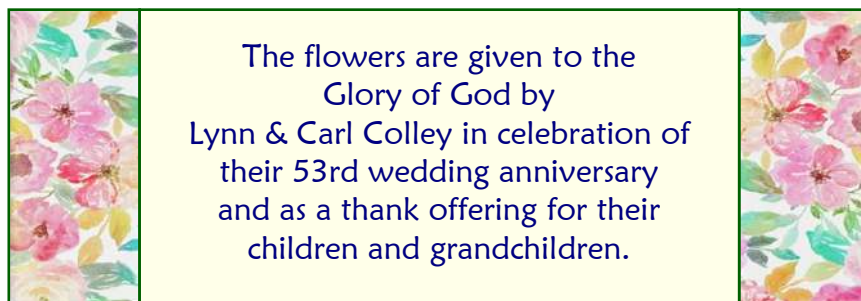 The flowers are given to the
Glory of God by
Lynn & Carl Colley in celebration of
their 53rd wedding anniversary
and as a thank offering for their
children and grandchildren.